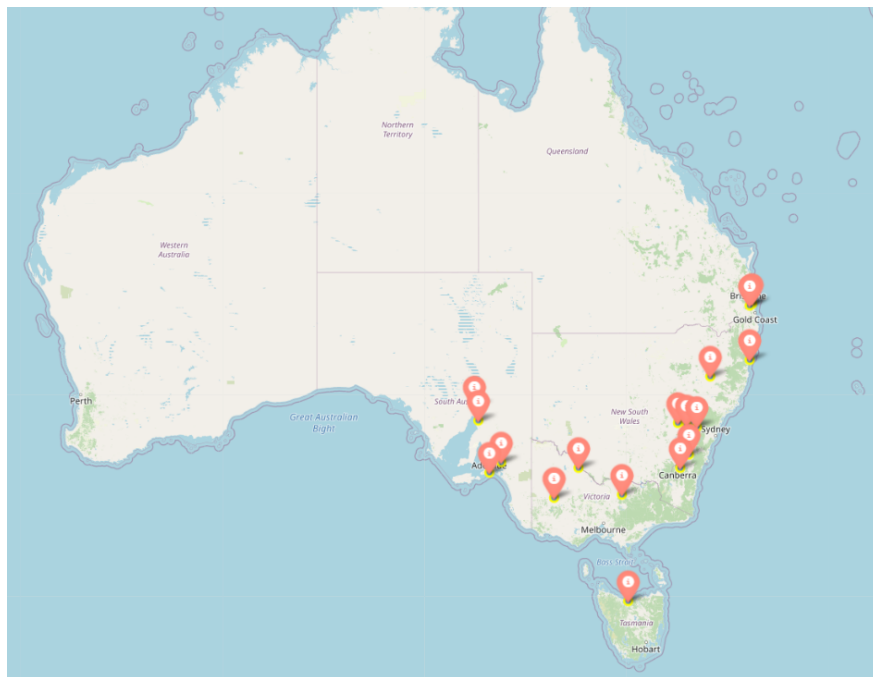 Northern
Territory
Queensland
Western
Australia
Gold Coast
Perth
South Au
Great Australian
Bight
New South
Wales
Sydney
Canberra
Victoria
Melbourne
Bass Strait
Tasmania
Hobart